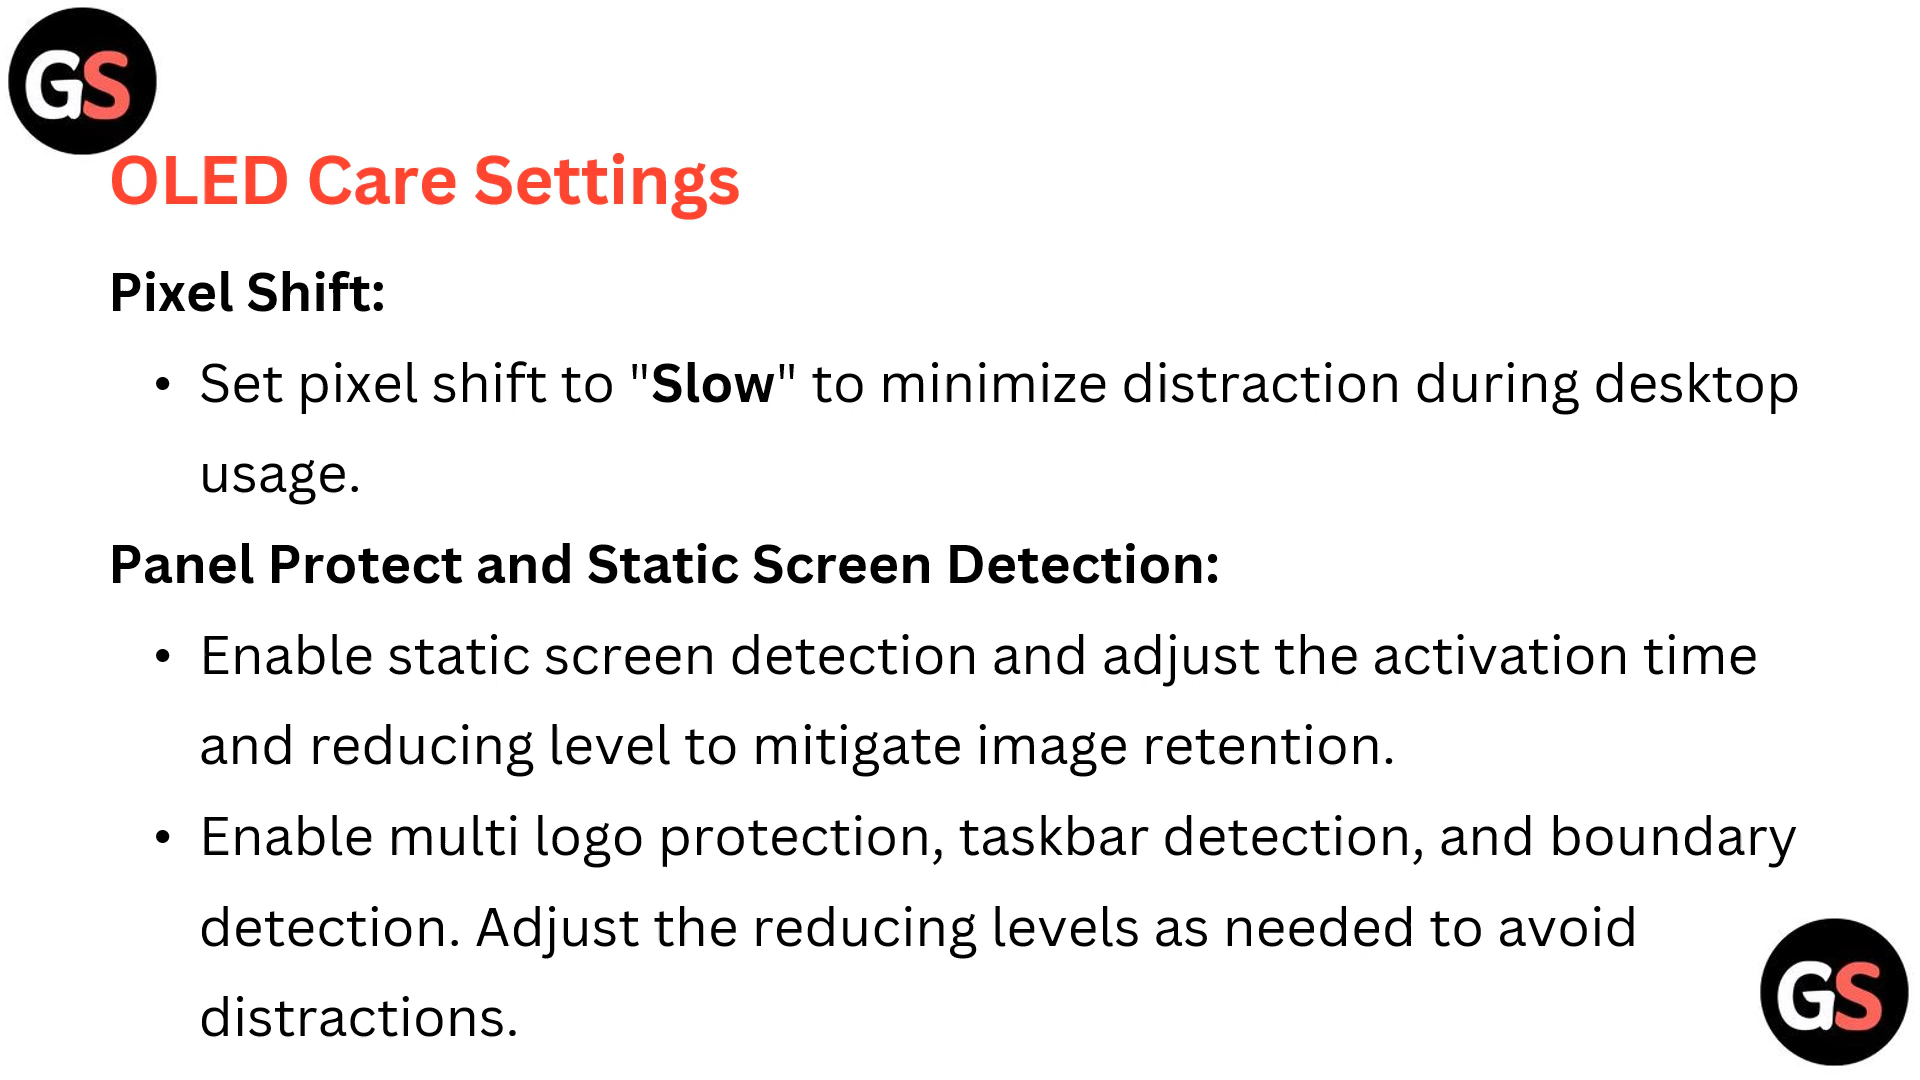 GS
OLED Care Settings
Pixel Shift:
• Set pixel shift to "Slow" to minimize distraction during desktop
usage.
Panel Protect and Static Screen Detection:
• Enable static screen detection and adjust the activation time
and reducing level to mitigate image retention.
• Enable multi logo protection, taskbar detection, and boundary
detection. Adjust the reducing levels as needed to avoid
distractions.
GS